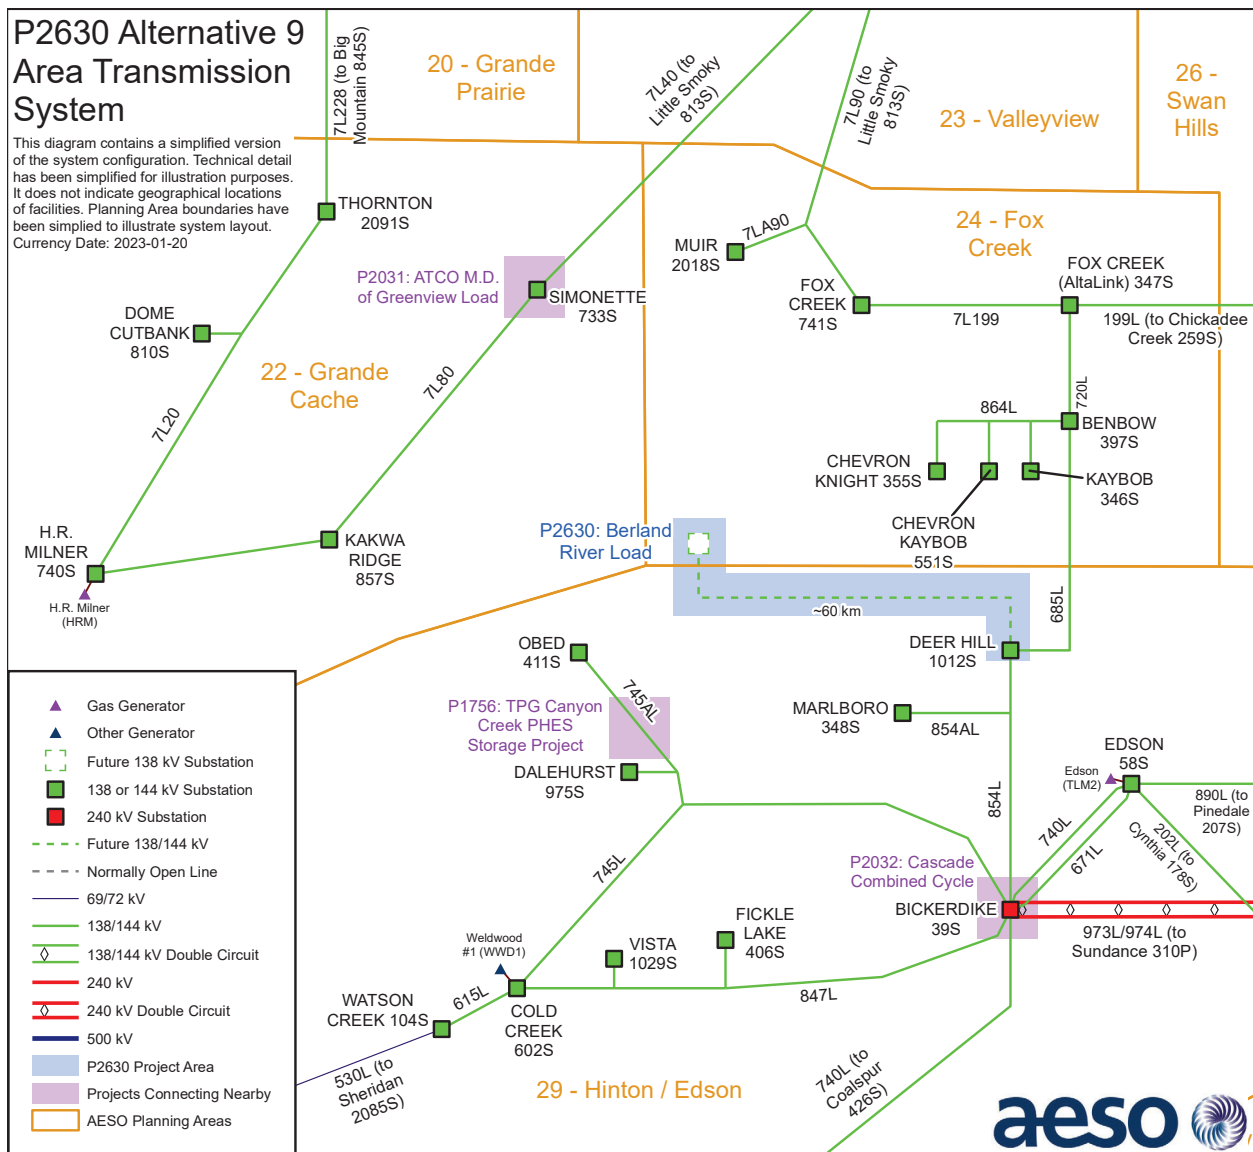 P2630 Alternative 9
Area Transmission
System
This diagram contains a simplified version
of the system configuration. Technical detail
has been simplified for illustration purposes.
It does not indicate geographical locations
of facilities. Planning Area boundaries have
been simplied to illustrate system layout.
Currency Date: 2023-01-20
7L228 (to Big
Mountain 845S)
20 - Grande
Prairie
7L40 (to
Little Smoky
813S)
7L90 (to
Little Smoky
813S)
23 - Valleyview
26 -
Swan
Hills
THORNTON
2091S
P2031: ATCO M.D.
of Greenview Load
SIMONETTE
733S
MUIR
2018S
7LA90
24 - Fox
Creek
FOX
CREEK
741S
7L199
FOX CREEK
(AltaLink) 347S
199L (to Chickadee
Creek 259S)
DOME
CUTBANK
810S
22 - Grande
Cache
7L80
7L20
720L
864L
BENBOW
397S
CHEVRON
KNIGHT 355S
KAYBOB
346S
CHEVRON
KAYBOB
551S
H.R.
MILNER
740S
H.R. Milner
(HRM)
KAKWA
RIDGE
857S
P2630: Berland
River Load
~60 km
685L
DEER HILL
1012S
OBED
411S
745AL
P1756: TPG Canyon
Creek PHES
Storage Project
DALEHURST
975S
MARLBORO
348S
854AL
854L
EDSON
58S
Edson
(TLM2)
890L (to
Pinedale
207S)
740L
671L
202L (to
Cynthia 178S)
745L
P2032: Cascade
Combined Cycle
BICKERDIKE
39S
973L/974L (to
Sundance 310P)
Weldwood
#1 (WWD1)
VISTA
1029S
FICKLE
LAKE
406S
847L
WATSON
CREEK 104S
615L
COLD
CREEK
602S
530L (to
Sheridan
2085S)
29 - Hinton / Edson
740L (to
Coalspur
426S)
Gas Generator
Other Generator
Future 138 kV Substation
138 or 144 kV Substation
240 kV Substation
Future 138/144 kV
Normally Open Line
69/72 kV
138/144 kV
138/144 kV Double Circuit
240 kV
240 kV Double Circuit
500 kV
P2630 Project Area
Projects Connecting Nearby
AESO Planning Areas
aeso